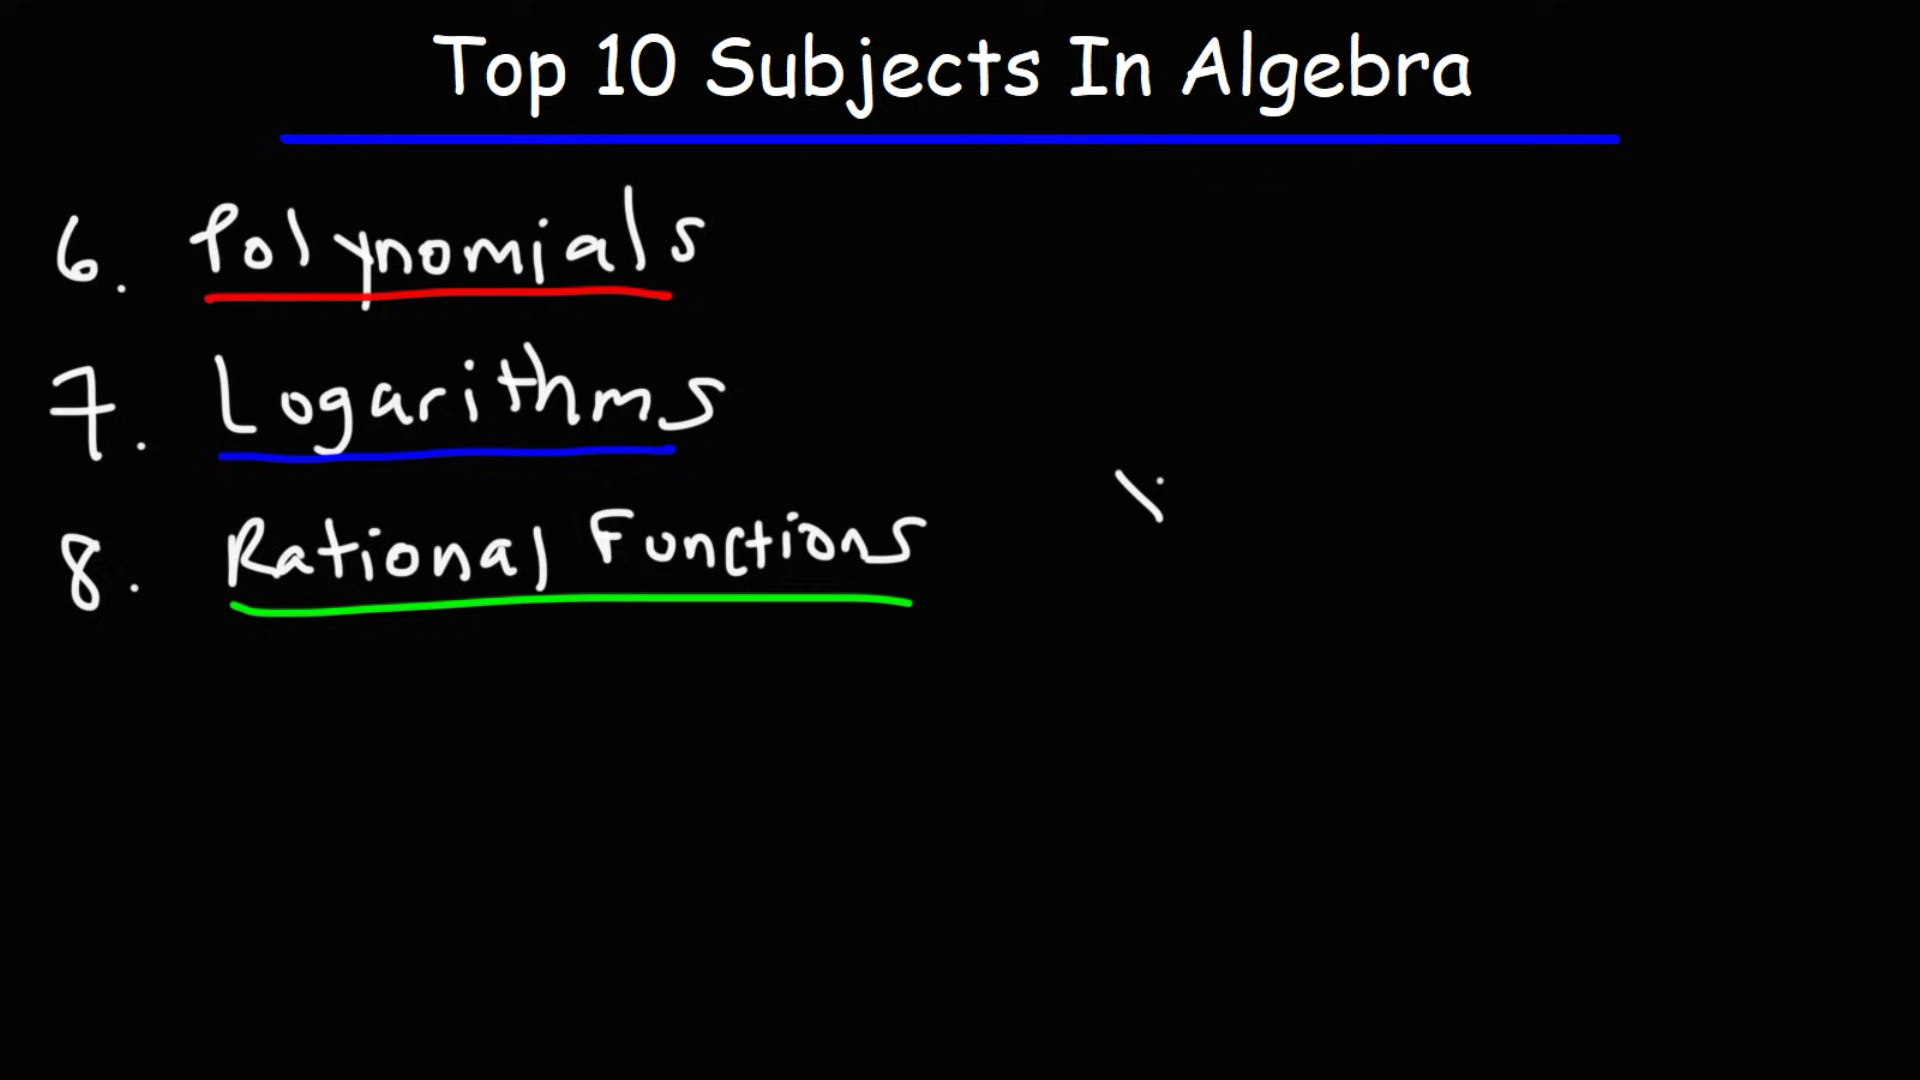 Top 10 Subjects In Algebra
6. Polynomials
7. Logarithms
8. Rational Functions